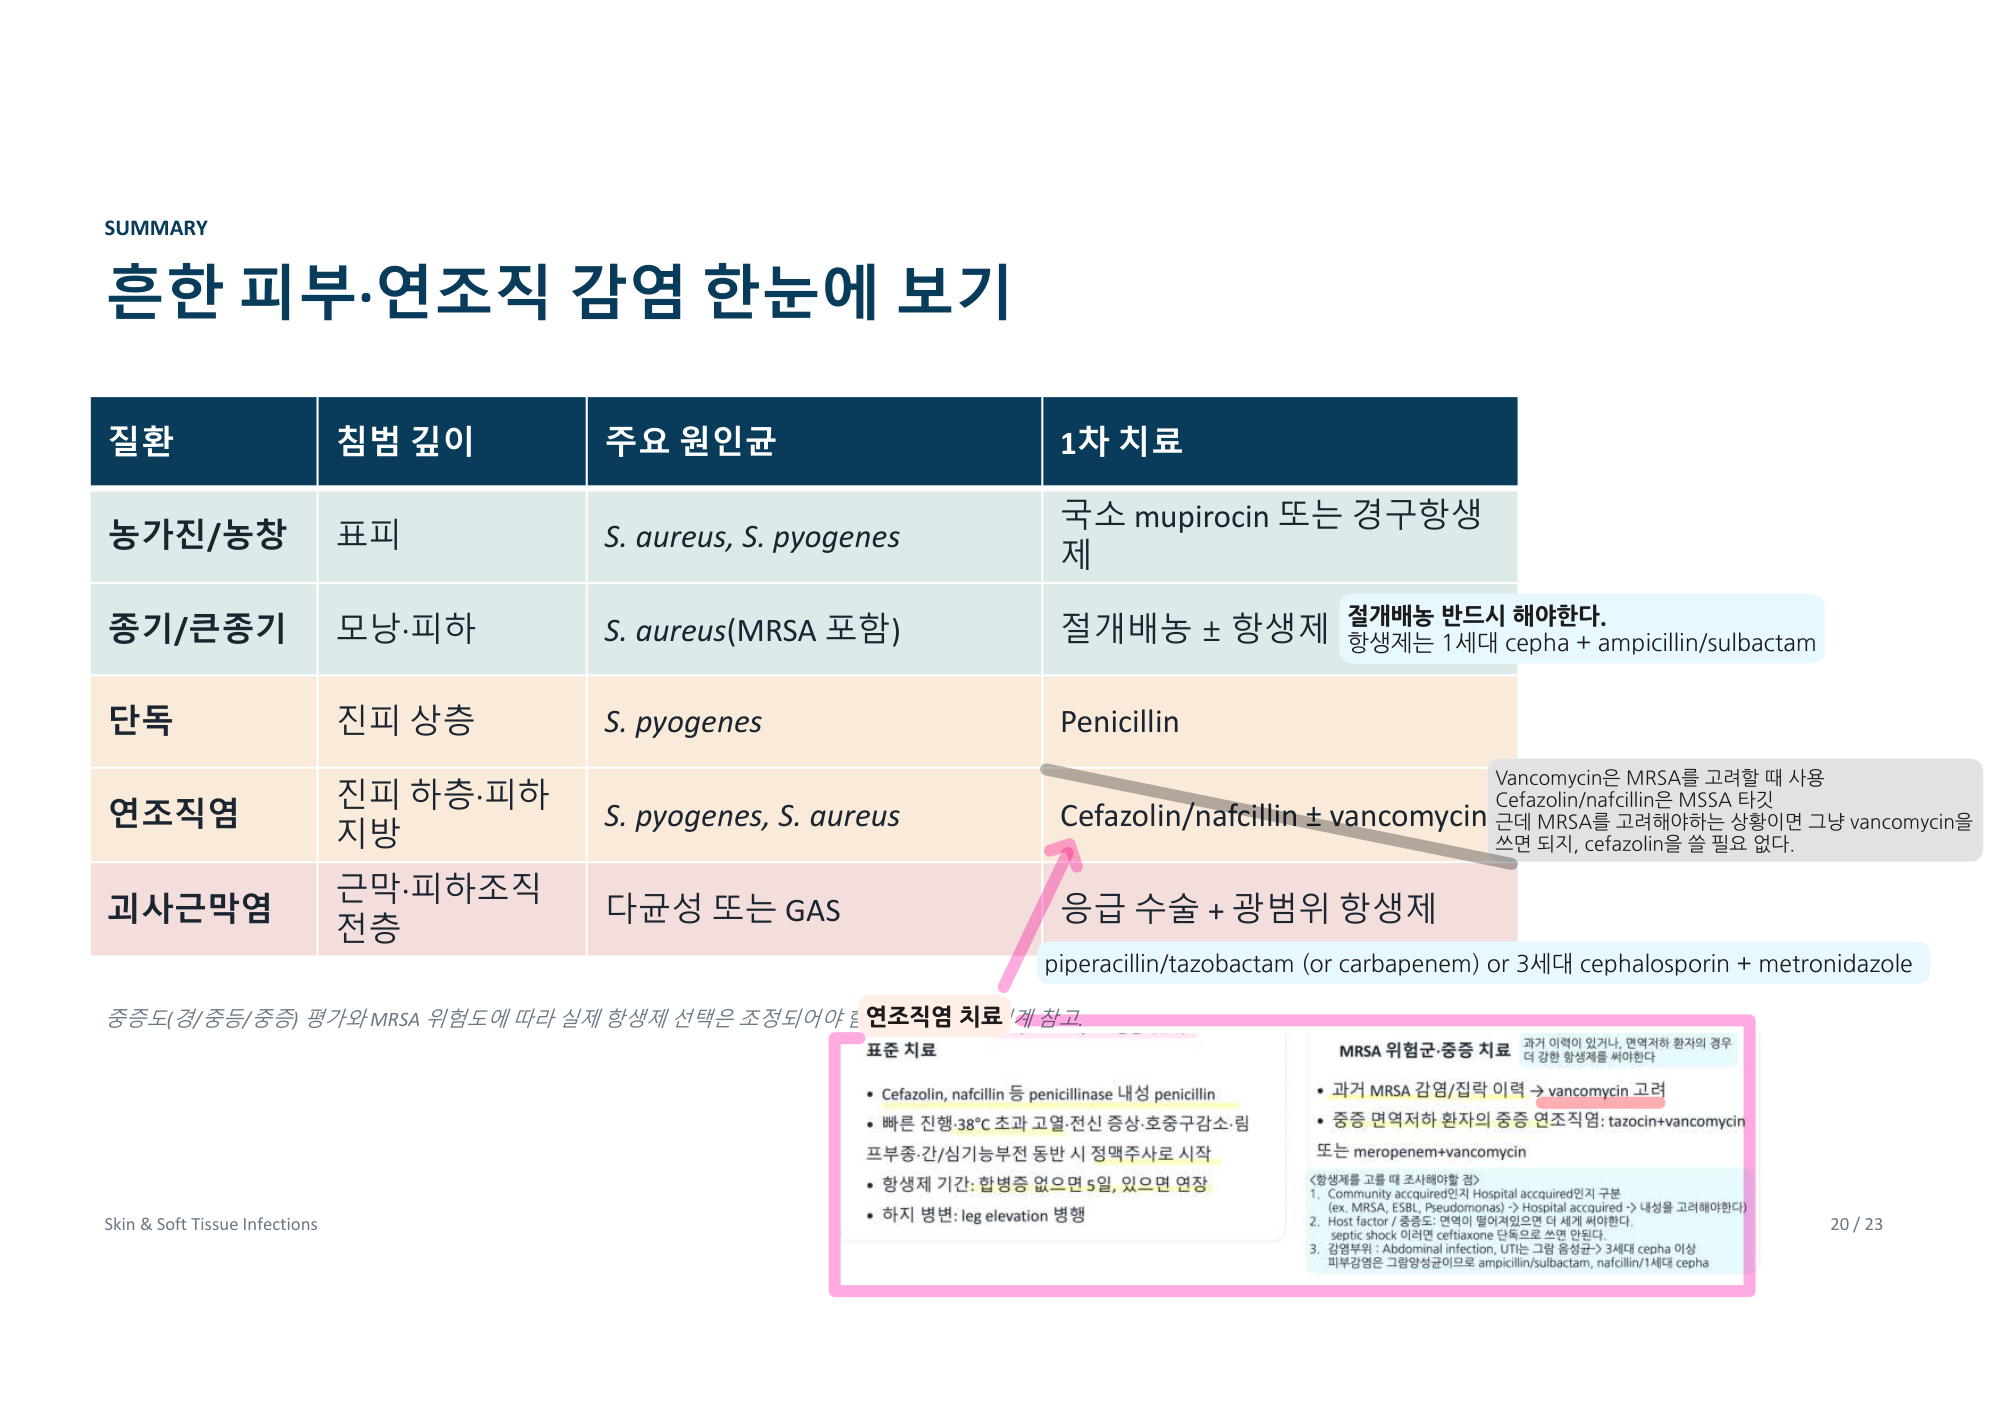 SUMMARY
흔한 피부·연조직 감염 한눈에 보기
질환 침범 깊이 주요 원인균 1차 치료
농가진/농창 표피 S. aureus, S. pyogenes 국소 mupirocin 또는 경구항생
제
종기/큰종기 모낭·피하 S. aureus(MRSA 포함) 절개배농 ± 항생제
절개배농 반드시 해야한다.
항생제는 1세대 cepha + ampicillin/sulbactam
단독 진피 상층 S. pyogenes Penicillin
연조직염 진피 하층·피하
지방 S. pyogenes, S. aureus Cefazolin/nafcillin ± vancomycin
Vancomycin은 MRSA를 고려할 때 사용
Cefazolin/nafcillin은 MSSA 타깃
근데 MRSA를 고려해야하는 상황이면 그냥 vancomycin을
쓰면 되지, cefazolin을 쓸 필요 없다.
괴사근막염 근막·피하조직
전층 다균성 또는 GAS 응급 수술 + 광범위 항생제
piperacillin/tazobactam (or carbapenem) or 3세대 cephalosporin + metronidazole
중증도(경/중등/중증) 평가와 MRSA 위험도에 따라 실제 항생제 선택은 조정되어야 계 참고.
연조직염 치료
표준 치료
• Cefazolin, nafcillin 등 penicillinase 내성 penicillin
• 빠른 진행·38°C 초과 고열·전신 증상·호중구감소·림
프부종·간/심기능부전 동반 시 정맥주사로 시작
• 항생제 기간: 합병증 없으면 5일, 있으면 연장
• 하지 병변: leg elevation 병행
MRSA 위험군·중증 치료
과거 이력이 있거나, 면역저하 환자의 경우
더 강한 항생제를 써야한다
• 과거 MRSA 감염/집락 이력 → vancomycin 고려
• 중증 면역저하 환자의 중증 연조직염: tazocin+vancomycin
또는 meropenem+vancomycin
<항생제를 고를 때 조사해야할 점>
1. Community accquired인지 Hospital accquired인지 구분
(ex. MRSA, ESBL, Pseudomonas) -> Hospital accquired -> 내성을 고려해야한다)
2. Host factor / 중증도: 면역이 떨어져있으면 더 세게 써야한다.
septic shock 이러면 ceftiaxone 단독으로 쓰면 안된다.
3. 감염부위 : Abdominal infection, UTI는 그람 음성균-> 3세대 cepha 이상
피부감염은 그람양성균이므로 ampicillin/sulbactam, nafcillin/1세대 cepha
Skin & Soft Tissue Infections
20 / 23